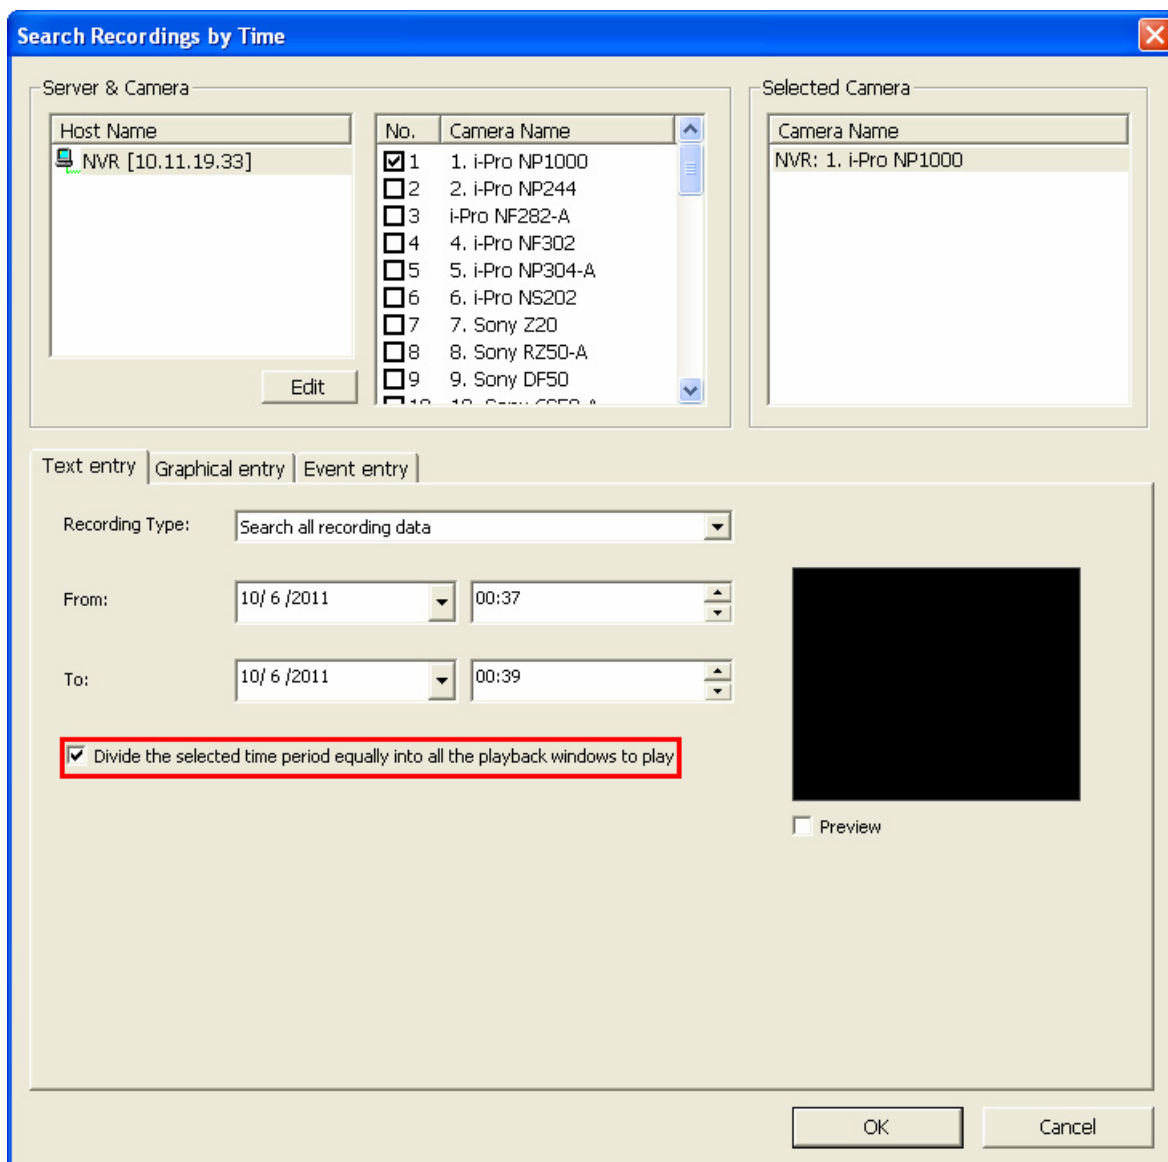 Search Recordings by Time
Server & Camera
Host Name
NVR [10.11.19.33]
Edit
No. Camera Name
1 1. i-Pro NP1000
2 2. i-Pro NP244
3 i-Pro NF282-A
4 4. i-Pro NF302
5 5. i-Pro NP304-A
6 6. i-Pro NS202
7 7. Sony Z20
8 8. Sony RZ50-A
9 9. Sony DF50
Selected Camera
Camera Name
NVR: 1. i-Pro NP1000
Text entry Graphical entry Event entry
Recording Type: Search all recording data
From: 10/ 6 /2011 00:37
To: 10/ 6 /2011 00:39
Divide the selected time period equally into all the playback windows to play
Preview
OK Cancel